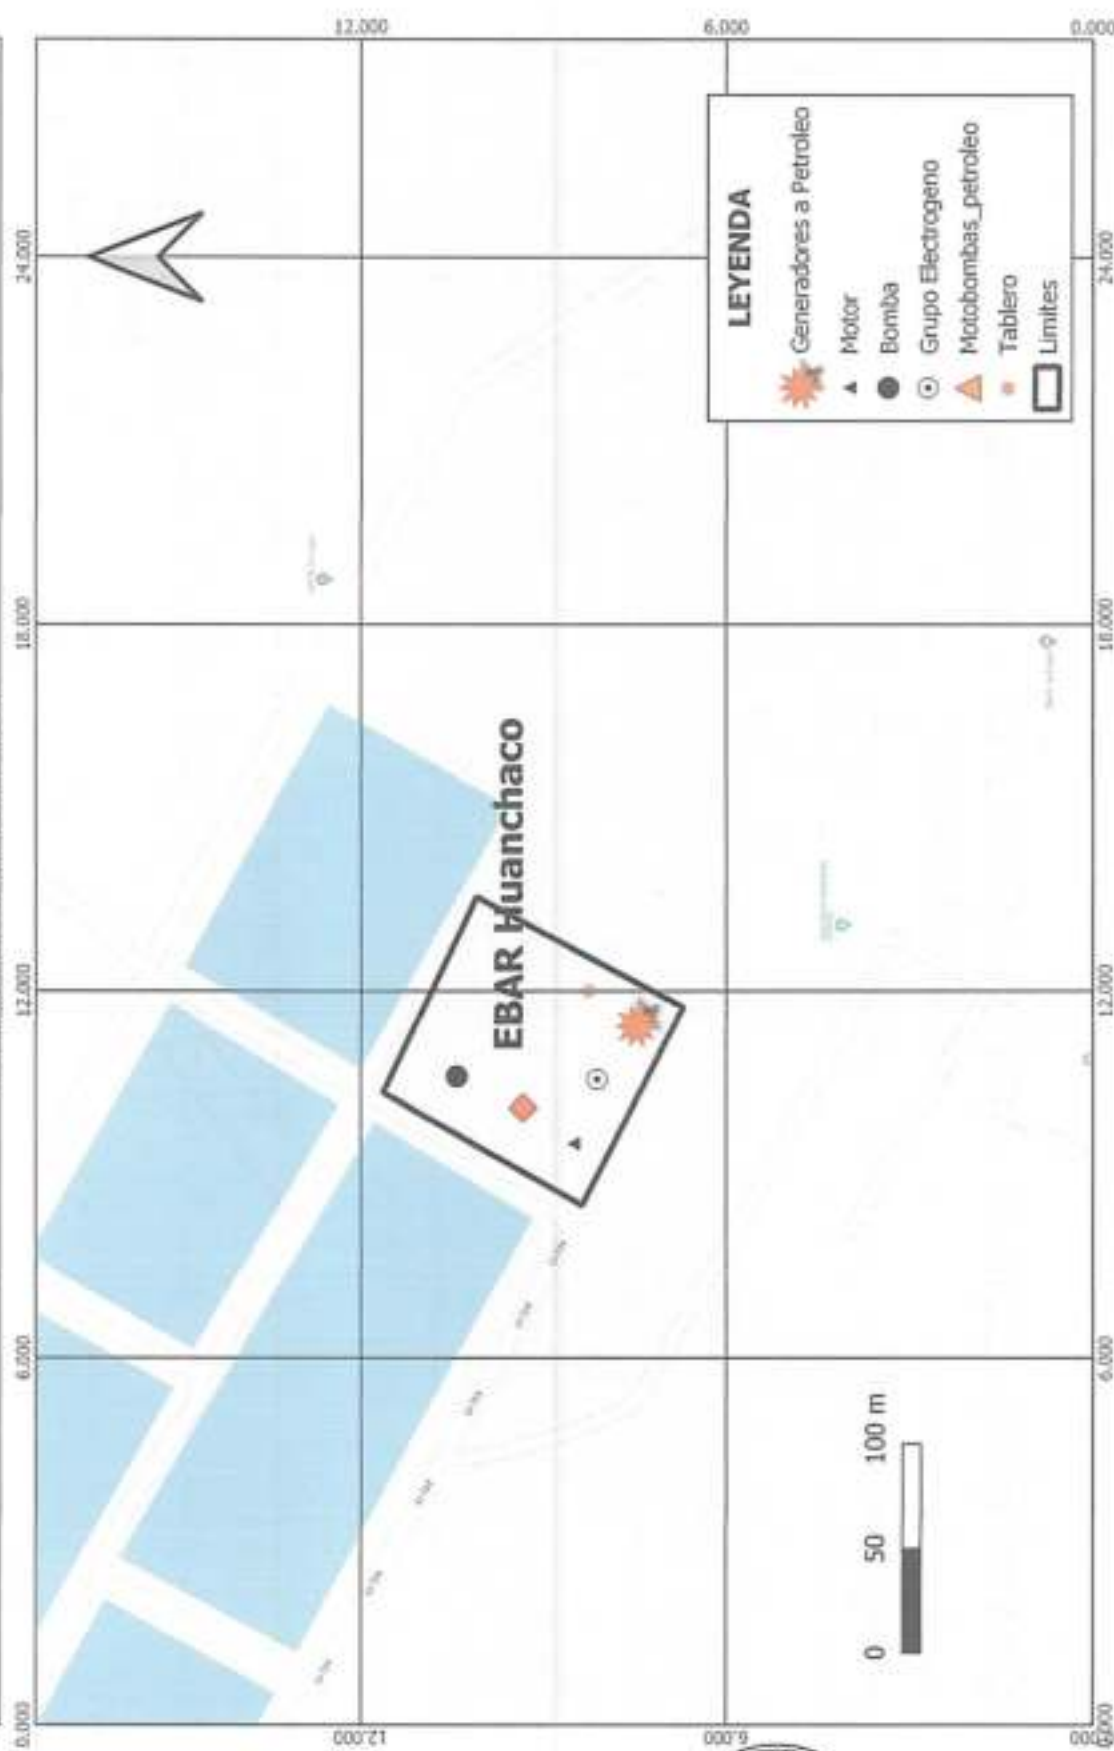 0.000
6.000
12.000
18.000
24.000
12.000
6.000
0.000
12.000
6.000
EBAR Huanchaco
LEYENDA
Generadores a Petroleo
Motor
Bomba
Grupo Electrogeno
Motobombas_petroleo
Tablero
Limites
0 50 100 m
6.000
12.000
18.000
24.000